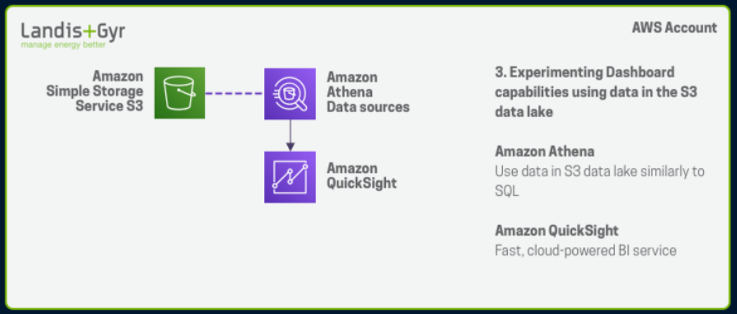 Landis+Gyr
manage energy better
AWS Account
Amazon
Simple Storage
Service S3
Amazon
Athena
Data sources
Amazon
QuickSight
3. Experimenting Dashboard
capabilities using data in the S3
data lake
Amazon Athena
Use data in S3 data lake similarly to
SQL
Amazon QuickSight
Fast, cloud-powered BI service